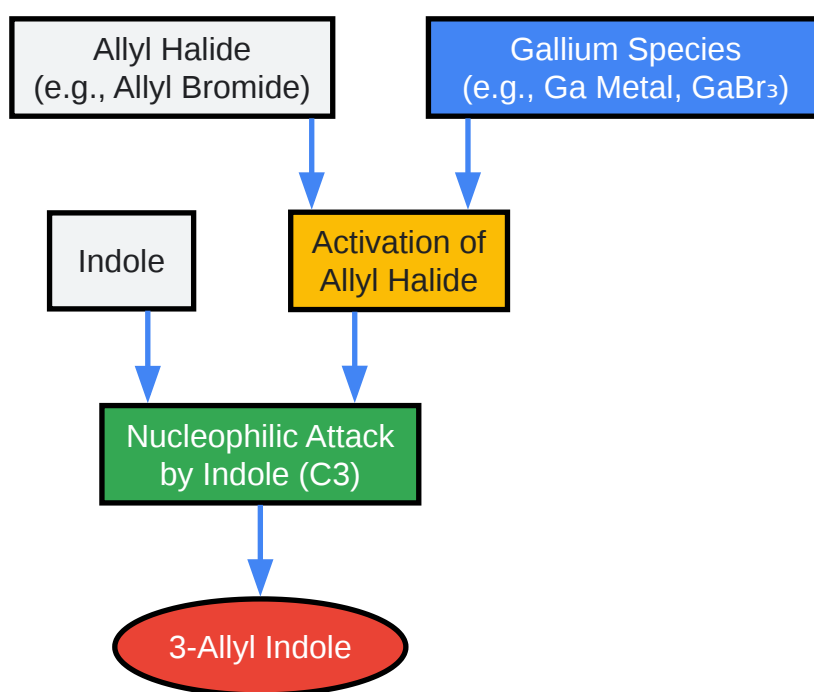 Allyl Halide
(e.g., Allyl Bromide)
Gallium Species
(e.g., Ga Metal, GaBr₃)
Indole
Activation of
Allyl Halide
Nucleophilic Attack
by Indole (C3)
3-Allyl Indole